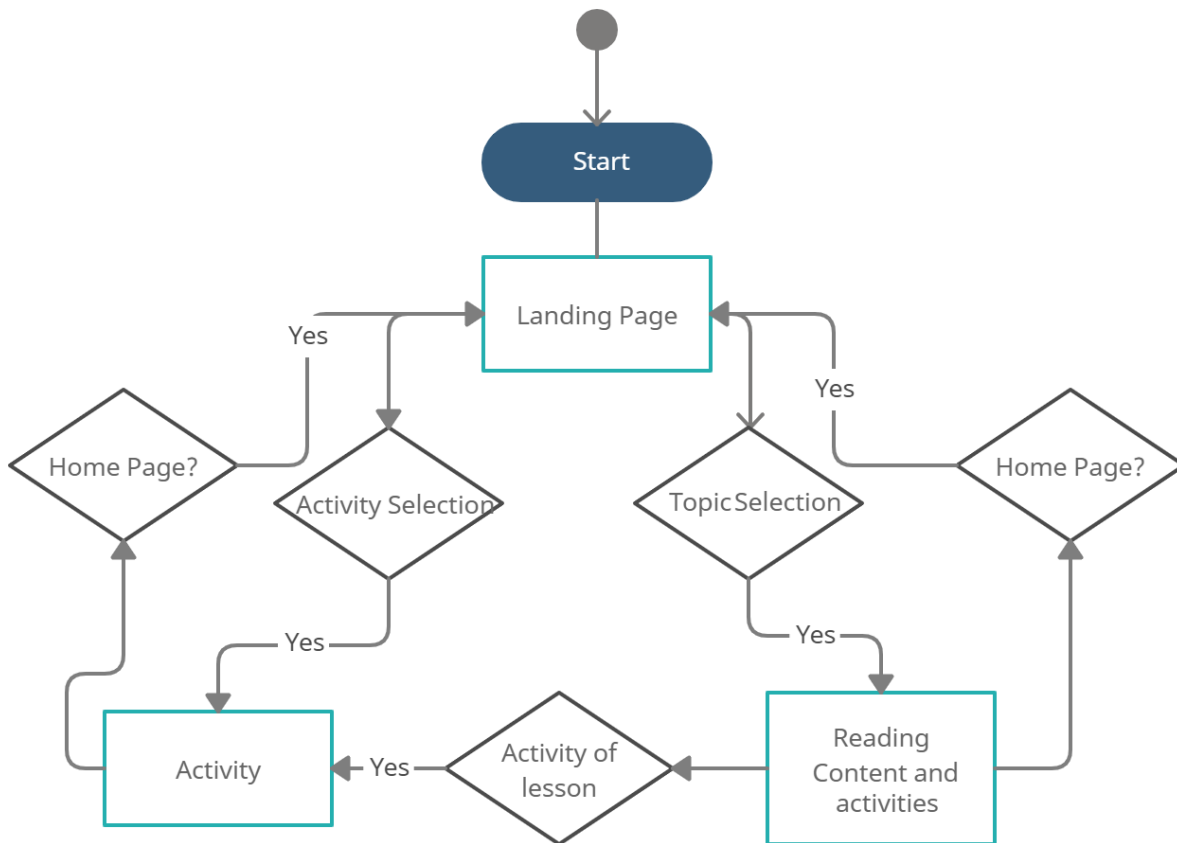 Start
Landing Page
Yes
Yes
Home Page?
Activity Selection
Topic Selection
Home Page?
Yes
Yes
Activity
Yes
Activity of
lesson
Reading
Content and
activities